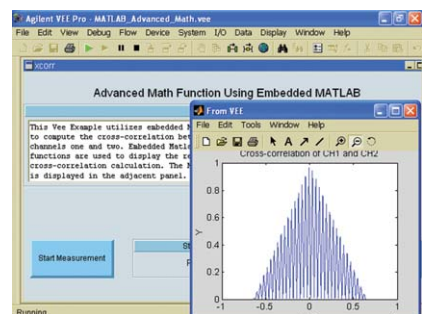 Agilent VEE Pro - MATLAB_Advanced_Math.vee
File Edit View Debug Flow Device System I/O Data Display Window Help
xcorr
Advanced Math Function Using Embedded MATLAB
This Vee Example utilizes embedded M
to compute the cross-correlation bet
channels one and two. Embedded Matl
functions are used to display the re
cross-correlation calculation. The M
is displayed in the adjacent panel.
Start Measurement
St
From VEE
File Edit Tools Window Help
Cross-correlation of CH1 and CH2
1
0.8
0.6
0.4
0.2
0
Y
-1 -0.5 0 0.5 1
Running